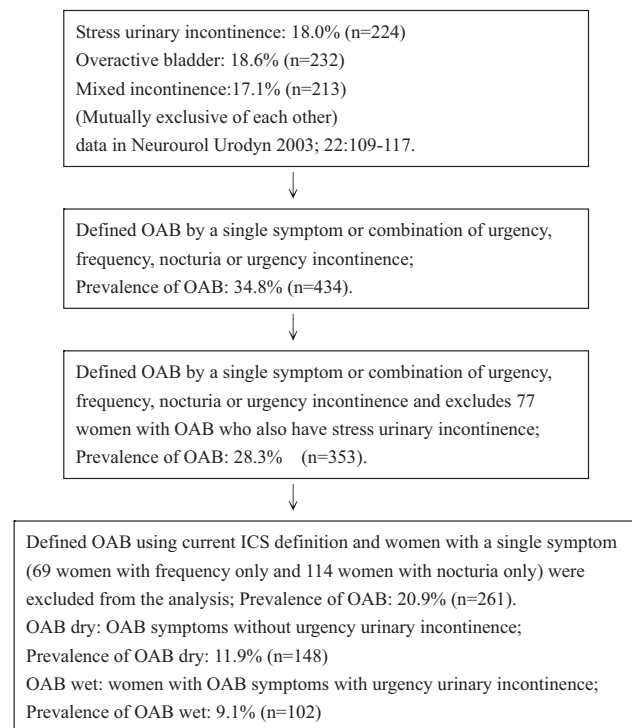 Stress urinary incontinence: 18.0% (n=224)
Overactive bladder: 18.6% (n=232)
Mixed incontinence:17.1% (n=213)
(Mutually exclusive of each other)
data in Neurourol Urodyn 2003; 22:109-117.
Defined OAB by a single symptom or combination of urgency,
frequency, nocturia or urgency incontinence;
Prevalence of OAB: 34.8% (n=434).
Defined OAB by a single symptom or combination of urgency,
frequency, nocturia or urgency incontinence and excludes 77
women with OAB who also have stress urinary incontinence;
Prevalence of OAB: 28.3% (n=353).
Defined OAB using current ICS definition and women with a single symptom
(69 women with frequency only and 114 women with nocturia only) were
excluded from the analysis; Prevalence of OAB: 20.9% (n=261).
OAB dry: OAB symptoms without urgency urinary incontinence;
Prevalence of OAB dry: 11.9% (n=148)
OAB wet: women with OAB symptoms with urgency urinary incontinence;
Prevalence of OAB wet: 9.1% (n=102)